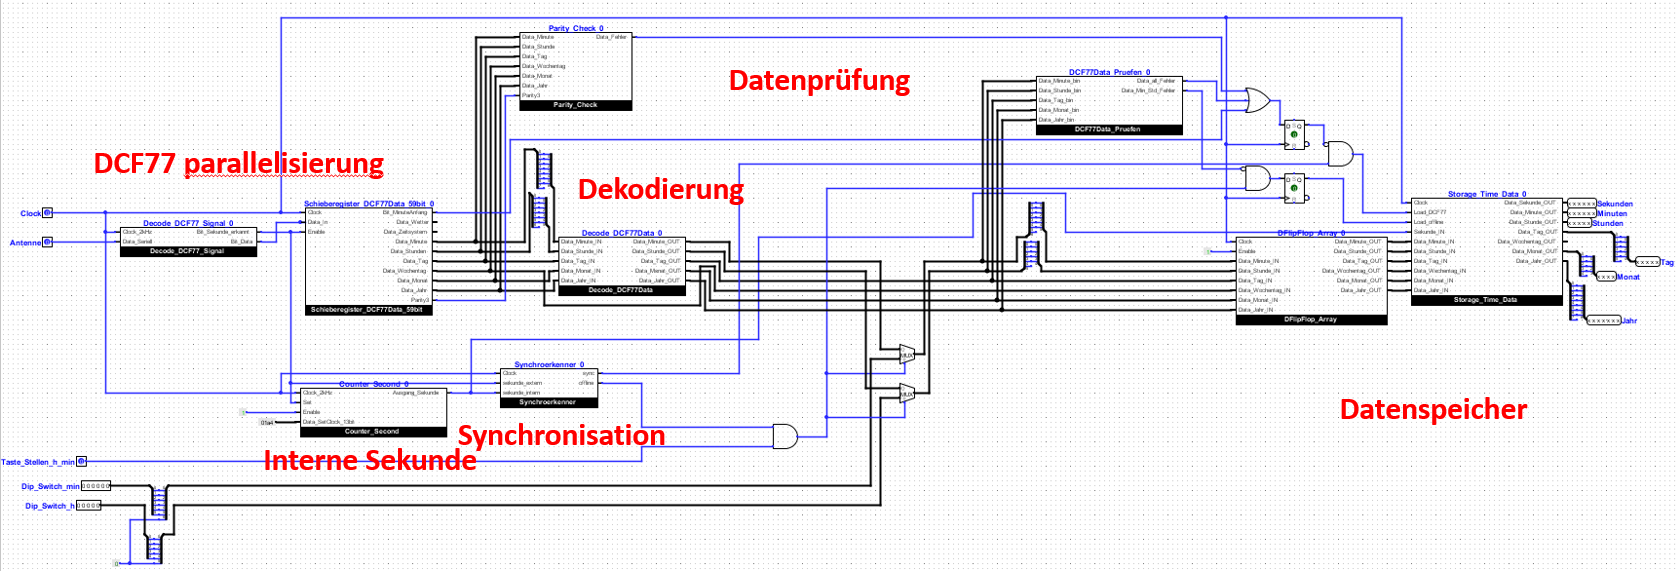 Parity_Check_0
Data_Minute
Data_Stunde
Data_Tag
Data_Wochentag
Data_Monat
Data_Jahr
Parity3
Data_Fehler
Parity_Check
Datenprüfung
DCF77Data_Pruefen_0
Data_Minute_bin
Data_Stunde_bin
Data_Tag_bin
Data_Monat_bin
Data_Jahr_bin
Data_all_Fehler
Data_Min_Std_Fehler
DCF77Data_Pruefen
DCF77 parallelisierung
Dekodierung
Clock
Antenne
Decode_DCF77_Signal_0
Clock_2kHz
Data_Seriell
Bit_Sekunde_erkannt
Bit_Data
Decode_DCF77_Signal
Schieberegister_DCF77Data_59bit_0
Clock
Data_In
Enable
Bit_MinuteAnfang
Data_Wetter
Data_Zeitsystem
Data_Minute
Data_Stunden
Data_Tag
Data_Wochentag
Data_Monat
Data_Jahr
Parity3
Schieberegister_DCF77Data_59bit
Decode_DCF77Data_0
Data_Minute_IN
Data_Stunde_IN
Data_Tag_IN
Data_Monat_IN
Data_Jahr_IN
Data_Minute_OUT
Data_Stunde_OUT
Data_Tag_OUT
Data_Monat_OUT
Data_Jahr_OUT
Decode_DCF77Data
D
Q
D
Q
DFlipFlop_Array_0
Clock
Enable
Data_Minute_IN
Data_Stunde_IN
Data_Tag_IN
Data_Wochentag_IN
Data_Monat_IN
Data_Jahr_IN
Data_Minute_OUT
Data_Stunde_OUT
Data_Tag_OUT
Data_Wochentag_OUT
Data_Monat_OUT
Data_Jahr_OUT
DFlipFlop_Array
Storage_Time_Data_0
Clock
Load_DCF77
Load_offline
Sekunde_IN
Data_Minute_IN
Data_Stunde_IN
Data_Tag_IN
Data_Wochentag_IN
Data_Monat_IN
Data_Jahr_IN
Data_Sekunde_OUT
Data_Minute_OUT
Data_Stunde_OUT
Data_Tag_OUT
Data_Wochentag_OUT
Data_Monat_OUT
Data_Jahr_OUT
Storage_Time_Data
Sekunden
Minuten
Stunden
Tag
Monat
Jahr
MUX
MUX
Synchroerkenner_0
Clock
sekunde_extern
sekunde_intern
sync
offline
Synchroerkenner
Counter_Second_0
Clock_2kHz
Set
Enable
Data_SetClock_13bit
Ausgang_Sekunde
Counter_Second
Datenspeicher
Synchronisation
Interne Sekunde
Taste_Stellen_h_min
Dip_Switch_min
000000
Dip_Switch_h
00000